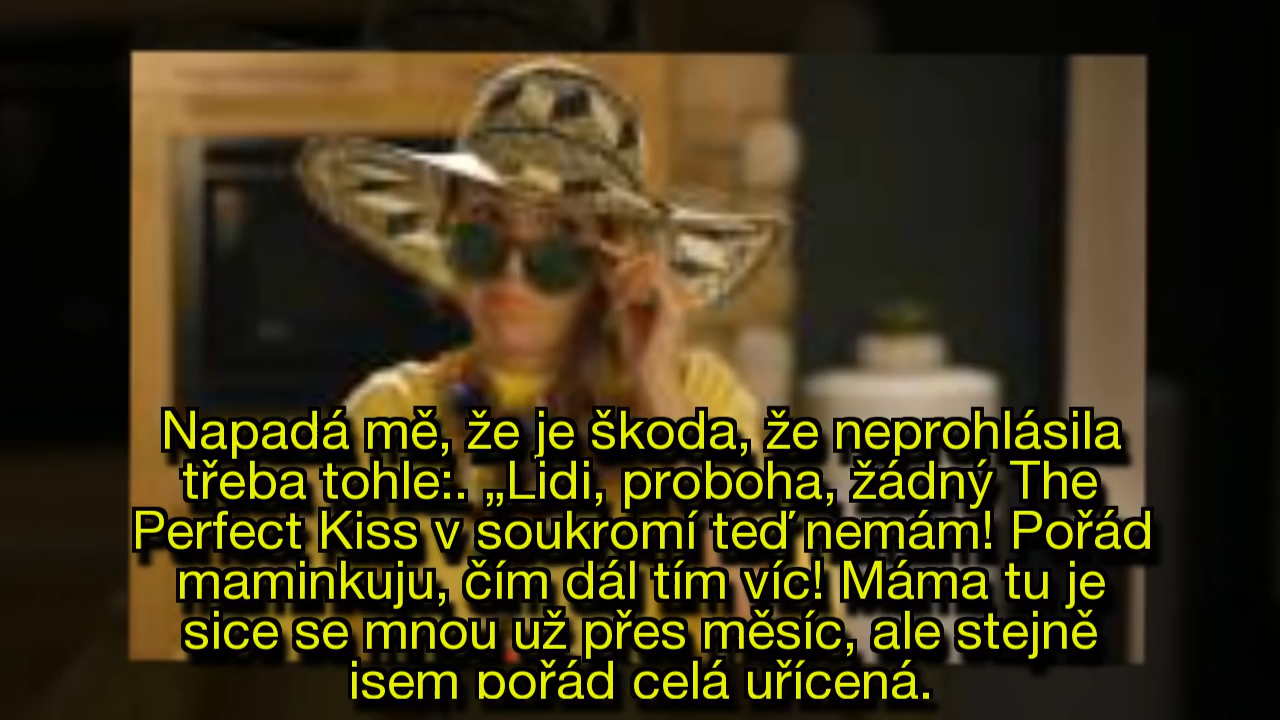 Napadá mě, že je škoda, že neprohlásila
třeba tohle:. „Lidi, proboha, žádný The
Perfect Kiss v soukromí teď nemám! Pořád
maminkuju, čím dál tím víc! Máma tu je
sice se mnou už přes měsíc, ale stejně
jsem pořád celá uřícená.